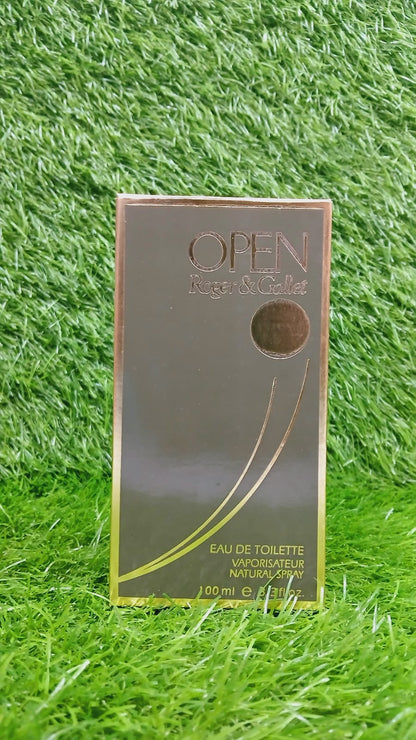 OPEN
Roger & Gallet
EAU DE TOILETTE
VAPORISATEUR
NATURAL SPRAY
100 ml e 3.3 fl. oz.